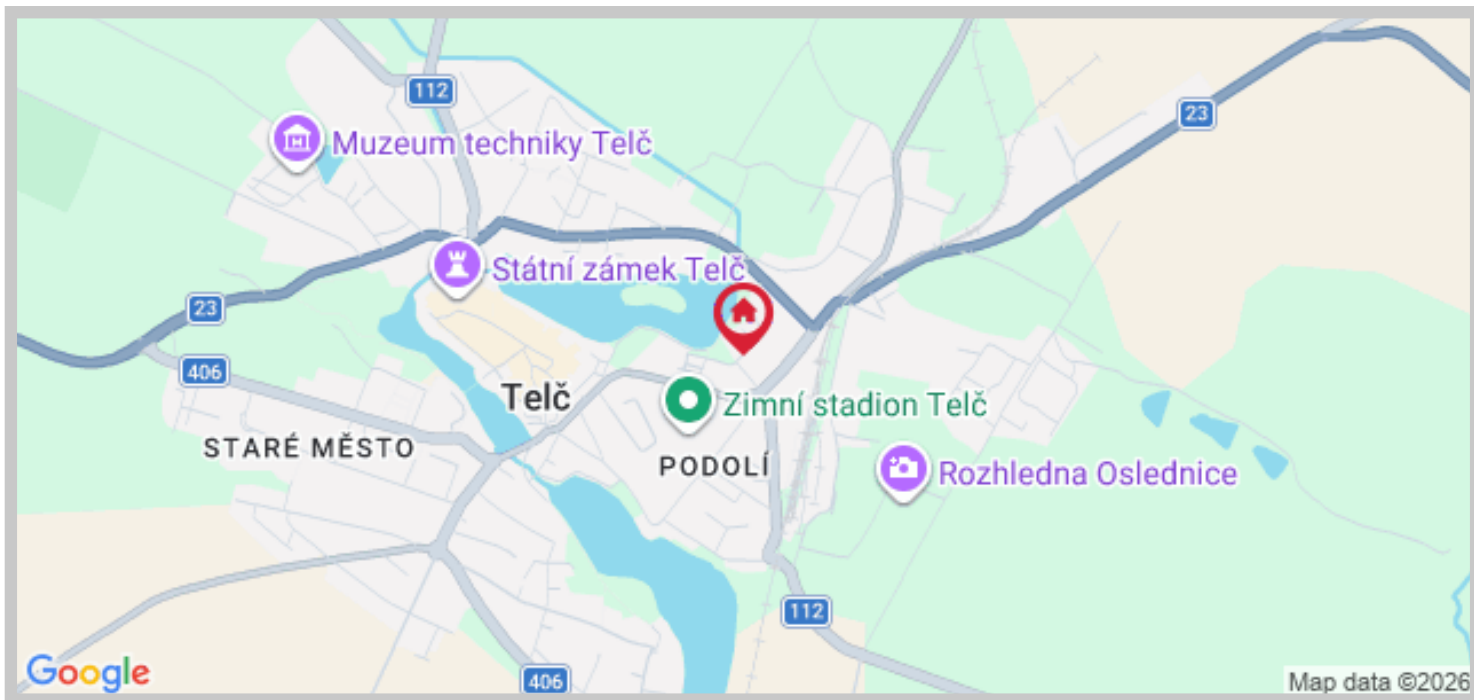 112
23
Muzeum techniky Telč
Státní zámek Telč
23
406
Telč
Zimní stadion Telč
STARÉ MĚSTO
PODOLÍ
Rozhledna Oslednice
112
406
Google
Map data ©2026